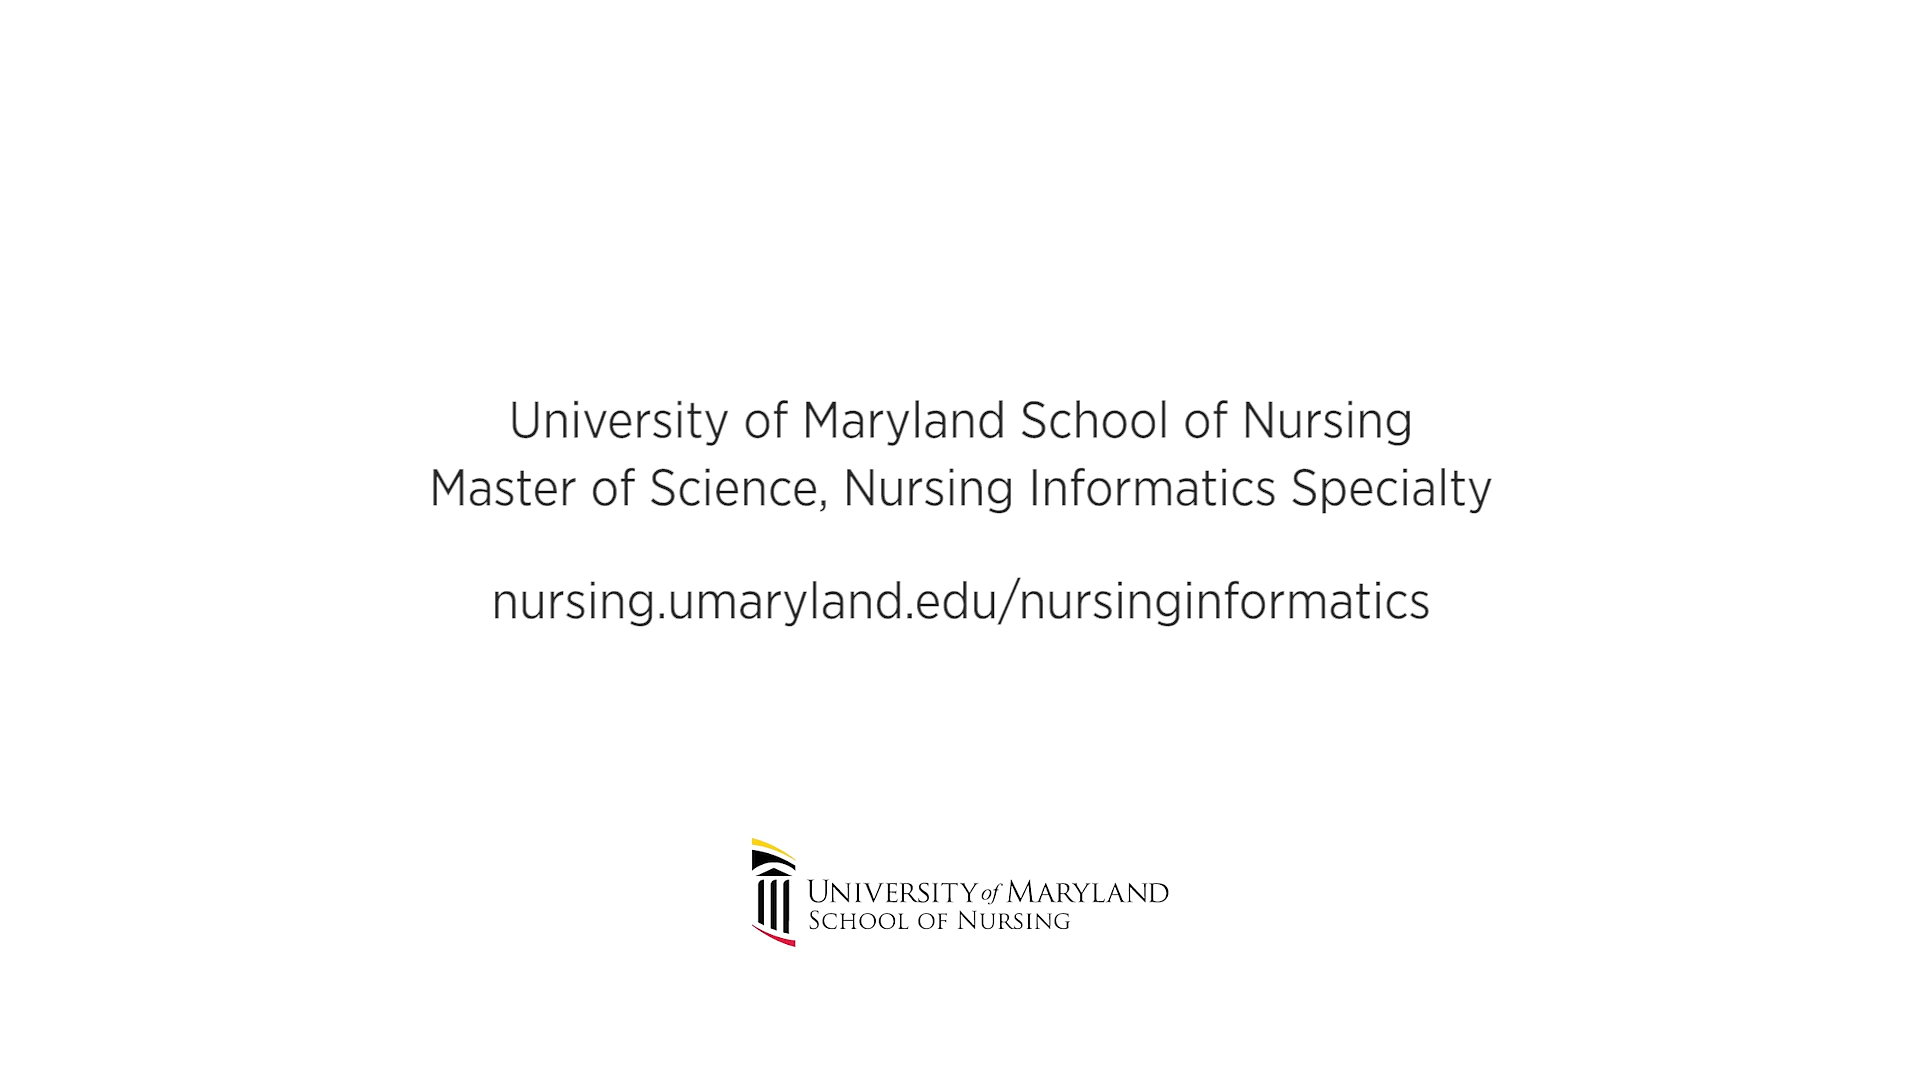 University of Maryland School of Nursing
Master of Science, Nursing Informatics Specialty
nursing.umaryland.edu/nursinginformatics
UNIVERSITY of MARYLAND
SCHOOL OF NURSING